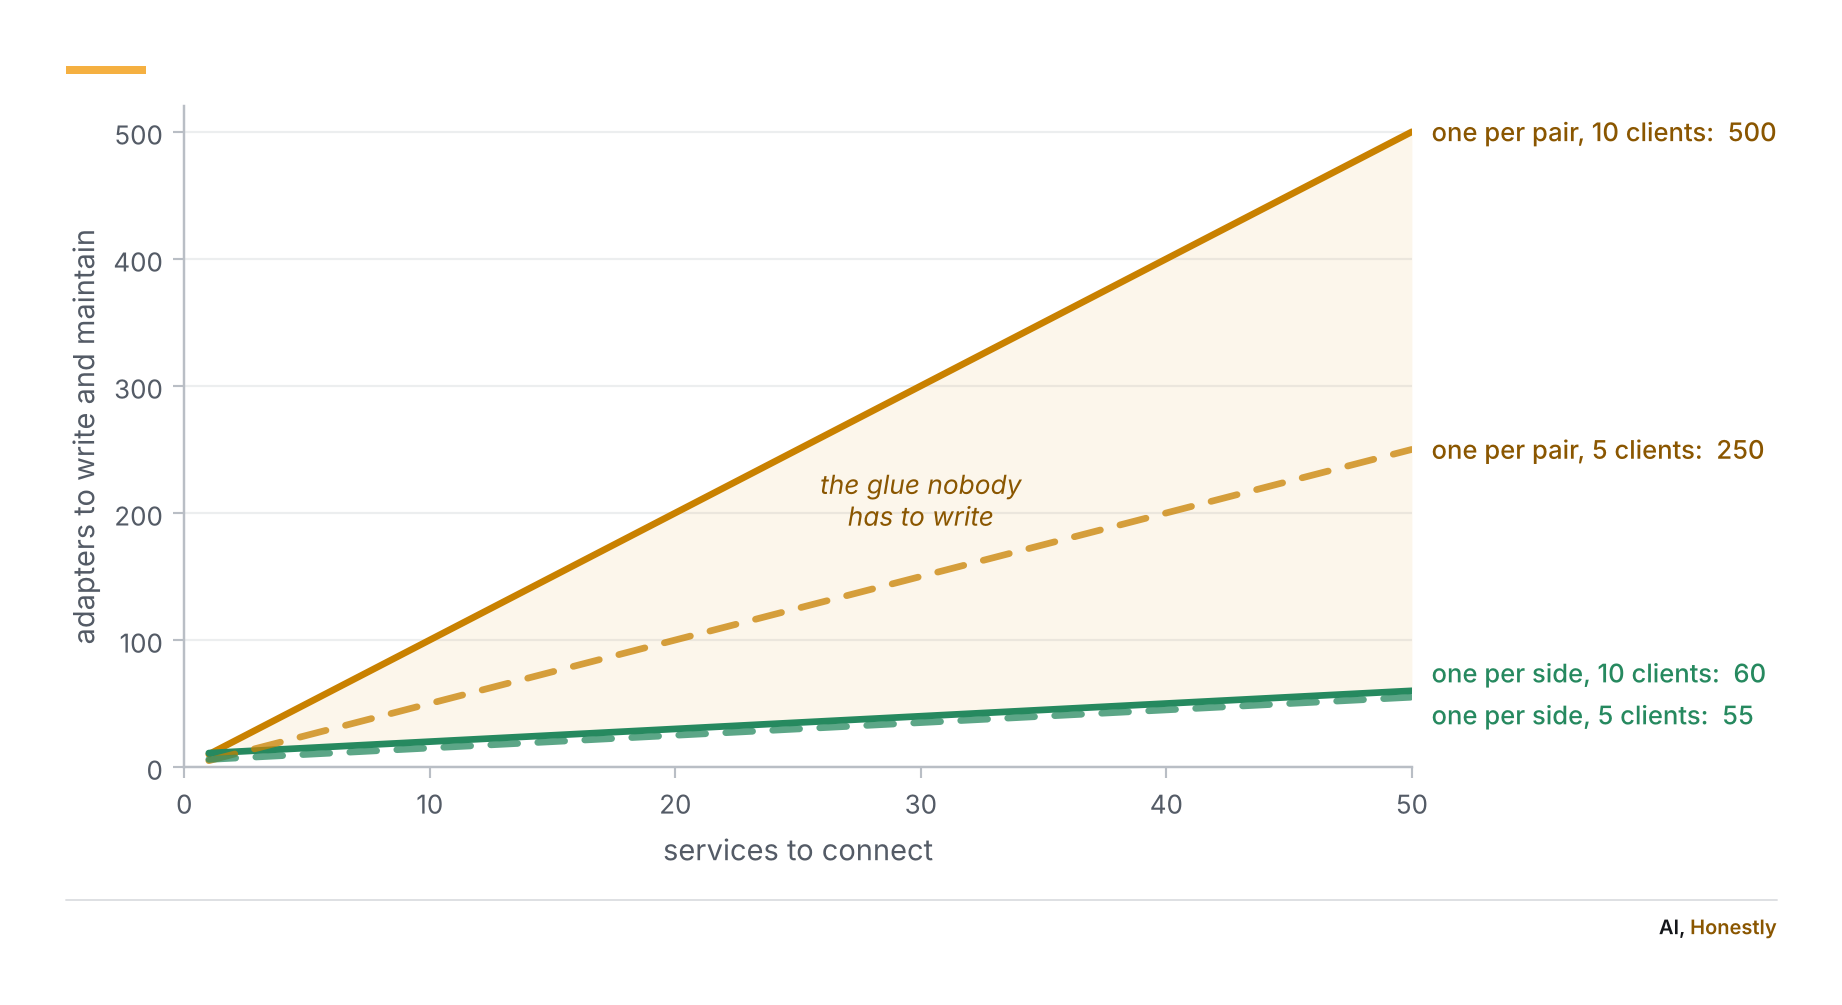 500
400
300
200
100
0
adapters to write and maintain
0 10 20 30 40 50
services to connect
the glue nobody
has to write
one per pair, 10 clients: 500
one per pair, 5 clients: 250
one per side, 10 clients: 60
one per side, 5 clients: 55
AI, Honestly